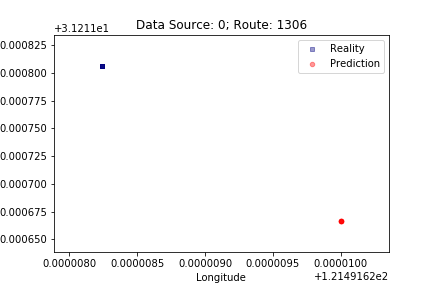 Data Source: 0; Route: 1306
+3.1211e1
Reality
Prediction
0.000825
0.000800
0.000775
0.000750
0.000725
0.000700
0.000675
0.000650
0.0000080 0.0000085 0.0000090 0.0000095 0.0000100
Longitude
+1.2149162e2